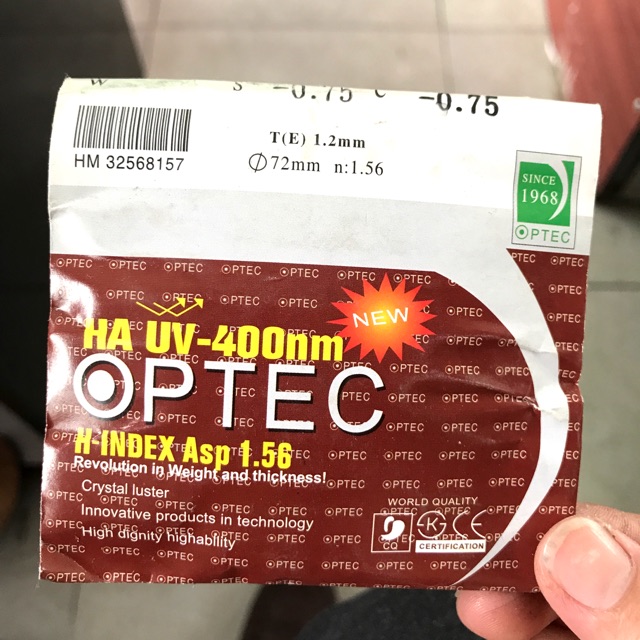 S -0.75 C -0.75
T(E) 1.2mm
HM 32568157
∅72mm n:1.56
SINCE
1968
OPTEC
NEW
HA UV-400nm
OPTEC
H-INDEX Asp 1.56
Revolution in Weight and thickness!
Crystal luster
Innovative products in technology
High dignity highability
WORLD QUALITY
CQ
K CE
CERTIFICATION